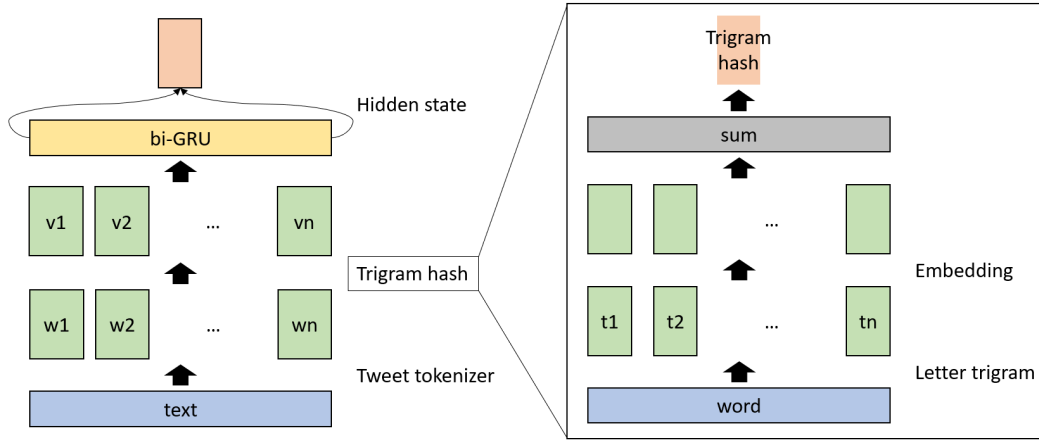 Hidden state
bi-GRU
v1 v2 ... vn
Trigram hash
w1 w2 ... wn
Tweet tokenizer
text
Trigram
hash
sum
...
Embedding
t1 t2 ... tn
Letter trigram
word